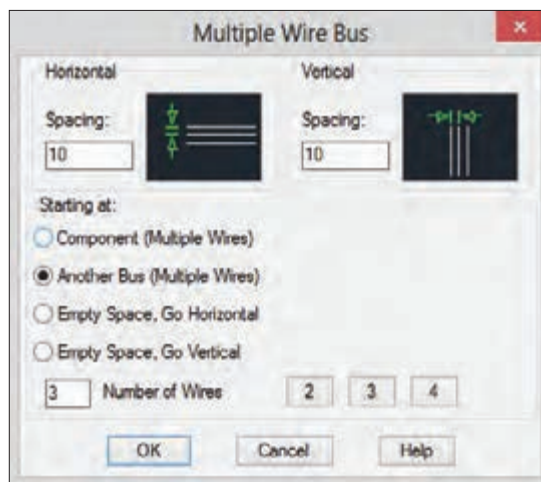 Multiple Wire Bus
x
Horizontal
Vertical
Spacing:
Spacing:
10
10
Starting at:
Component (Multiple Wires)
Another Bus (Multiple Wires)
Empty Space, Go Horizontal
Empty Space, Go Vertical
3 Number of Wires 2 3 4
OK Cancel Help